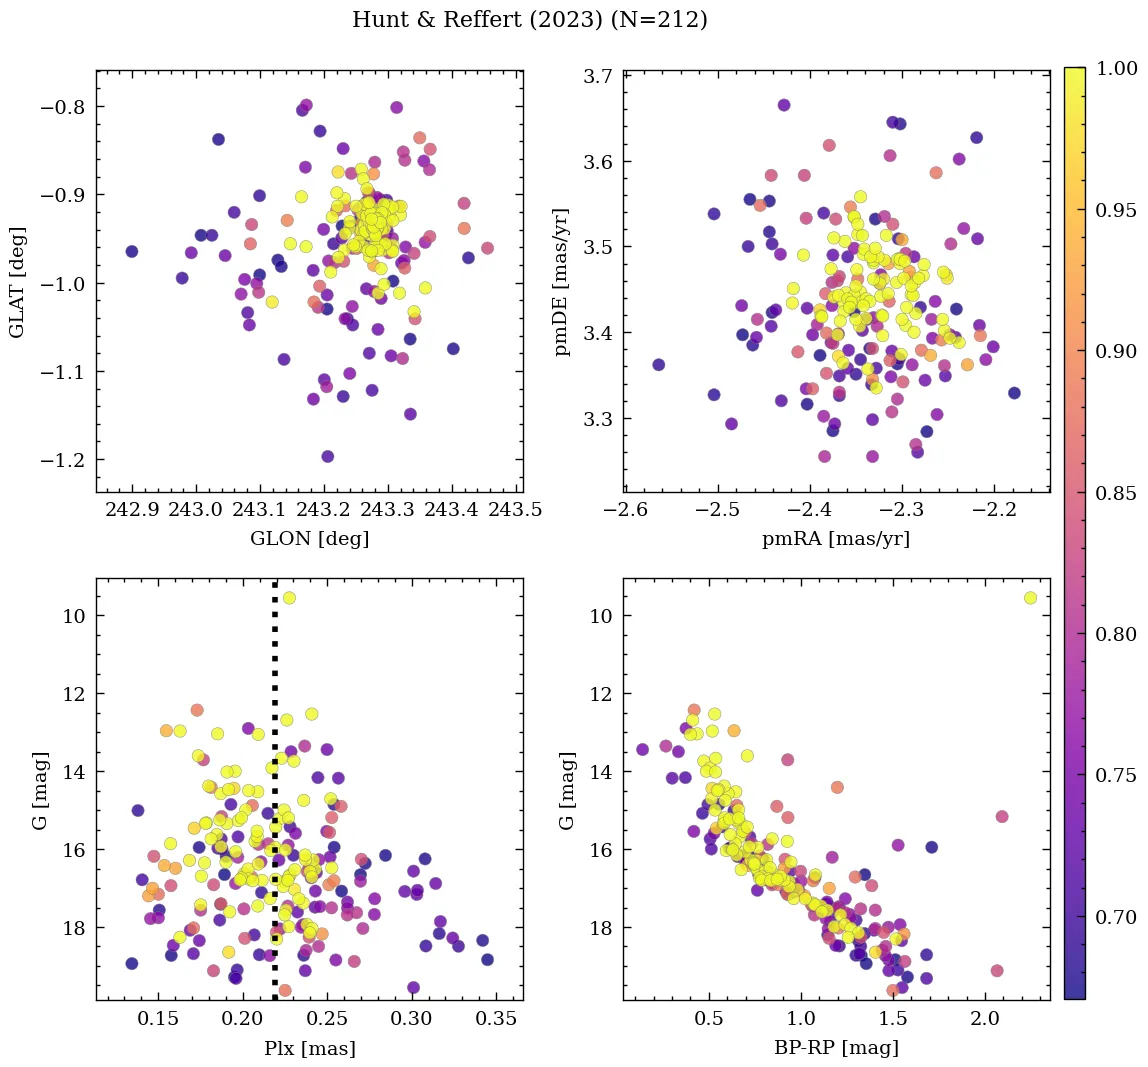 Hunt & Reffert (2023) (N=212)
−0.8
−0.9
−1.0
−1.1
−1.2
GLAT [deg]
242.9 243.0 243.1 243.2 243.3 243.4 243.5
GLON [deg]
3.7
3.6
3.5
3.4
3.3
pmDE [mas/yr]
−2.6 −2.5 −2.4 −2.3 −2.2
pmRA [mas/yr]
10
12
14
16
18
G [mag]
0.15 0.20 0.25 0.30 0.35
Plx [mas]
10
12
14
16
18
G [mag]
0.5 1.0 1.5 2.0
BP-RP [mag]
1.00
0.95
0.90
0.85
0.80
0.75
0.70